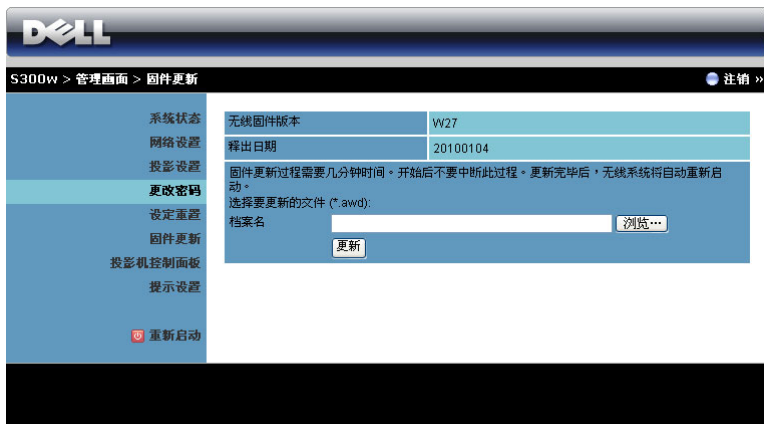 DELL
S300w > 管理画面 > 固件更新
注销 »
系统状态
网络设置
投影设置
更改密码
设定重置
固件更新
投影机控制面板
提示设置
重新启动
无线固件版本 W27
释出日期 20100104
固件更新过程需要几分钟时间。开始后不要中断此过程。更新完毕后，无线系统将自动重新启
动。
选择要更新的文件 (*.awd):
档案名 浏览…
更新